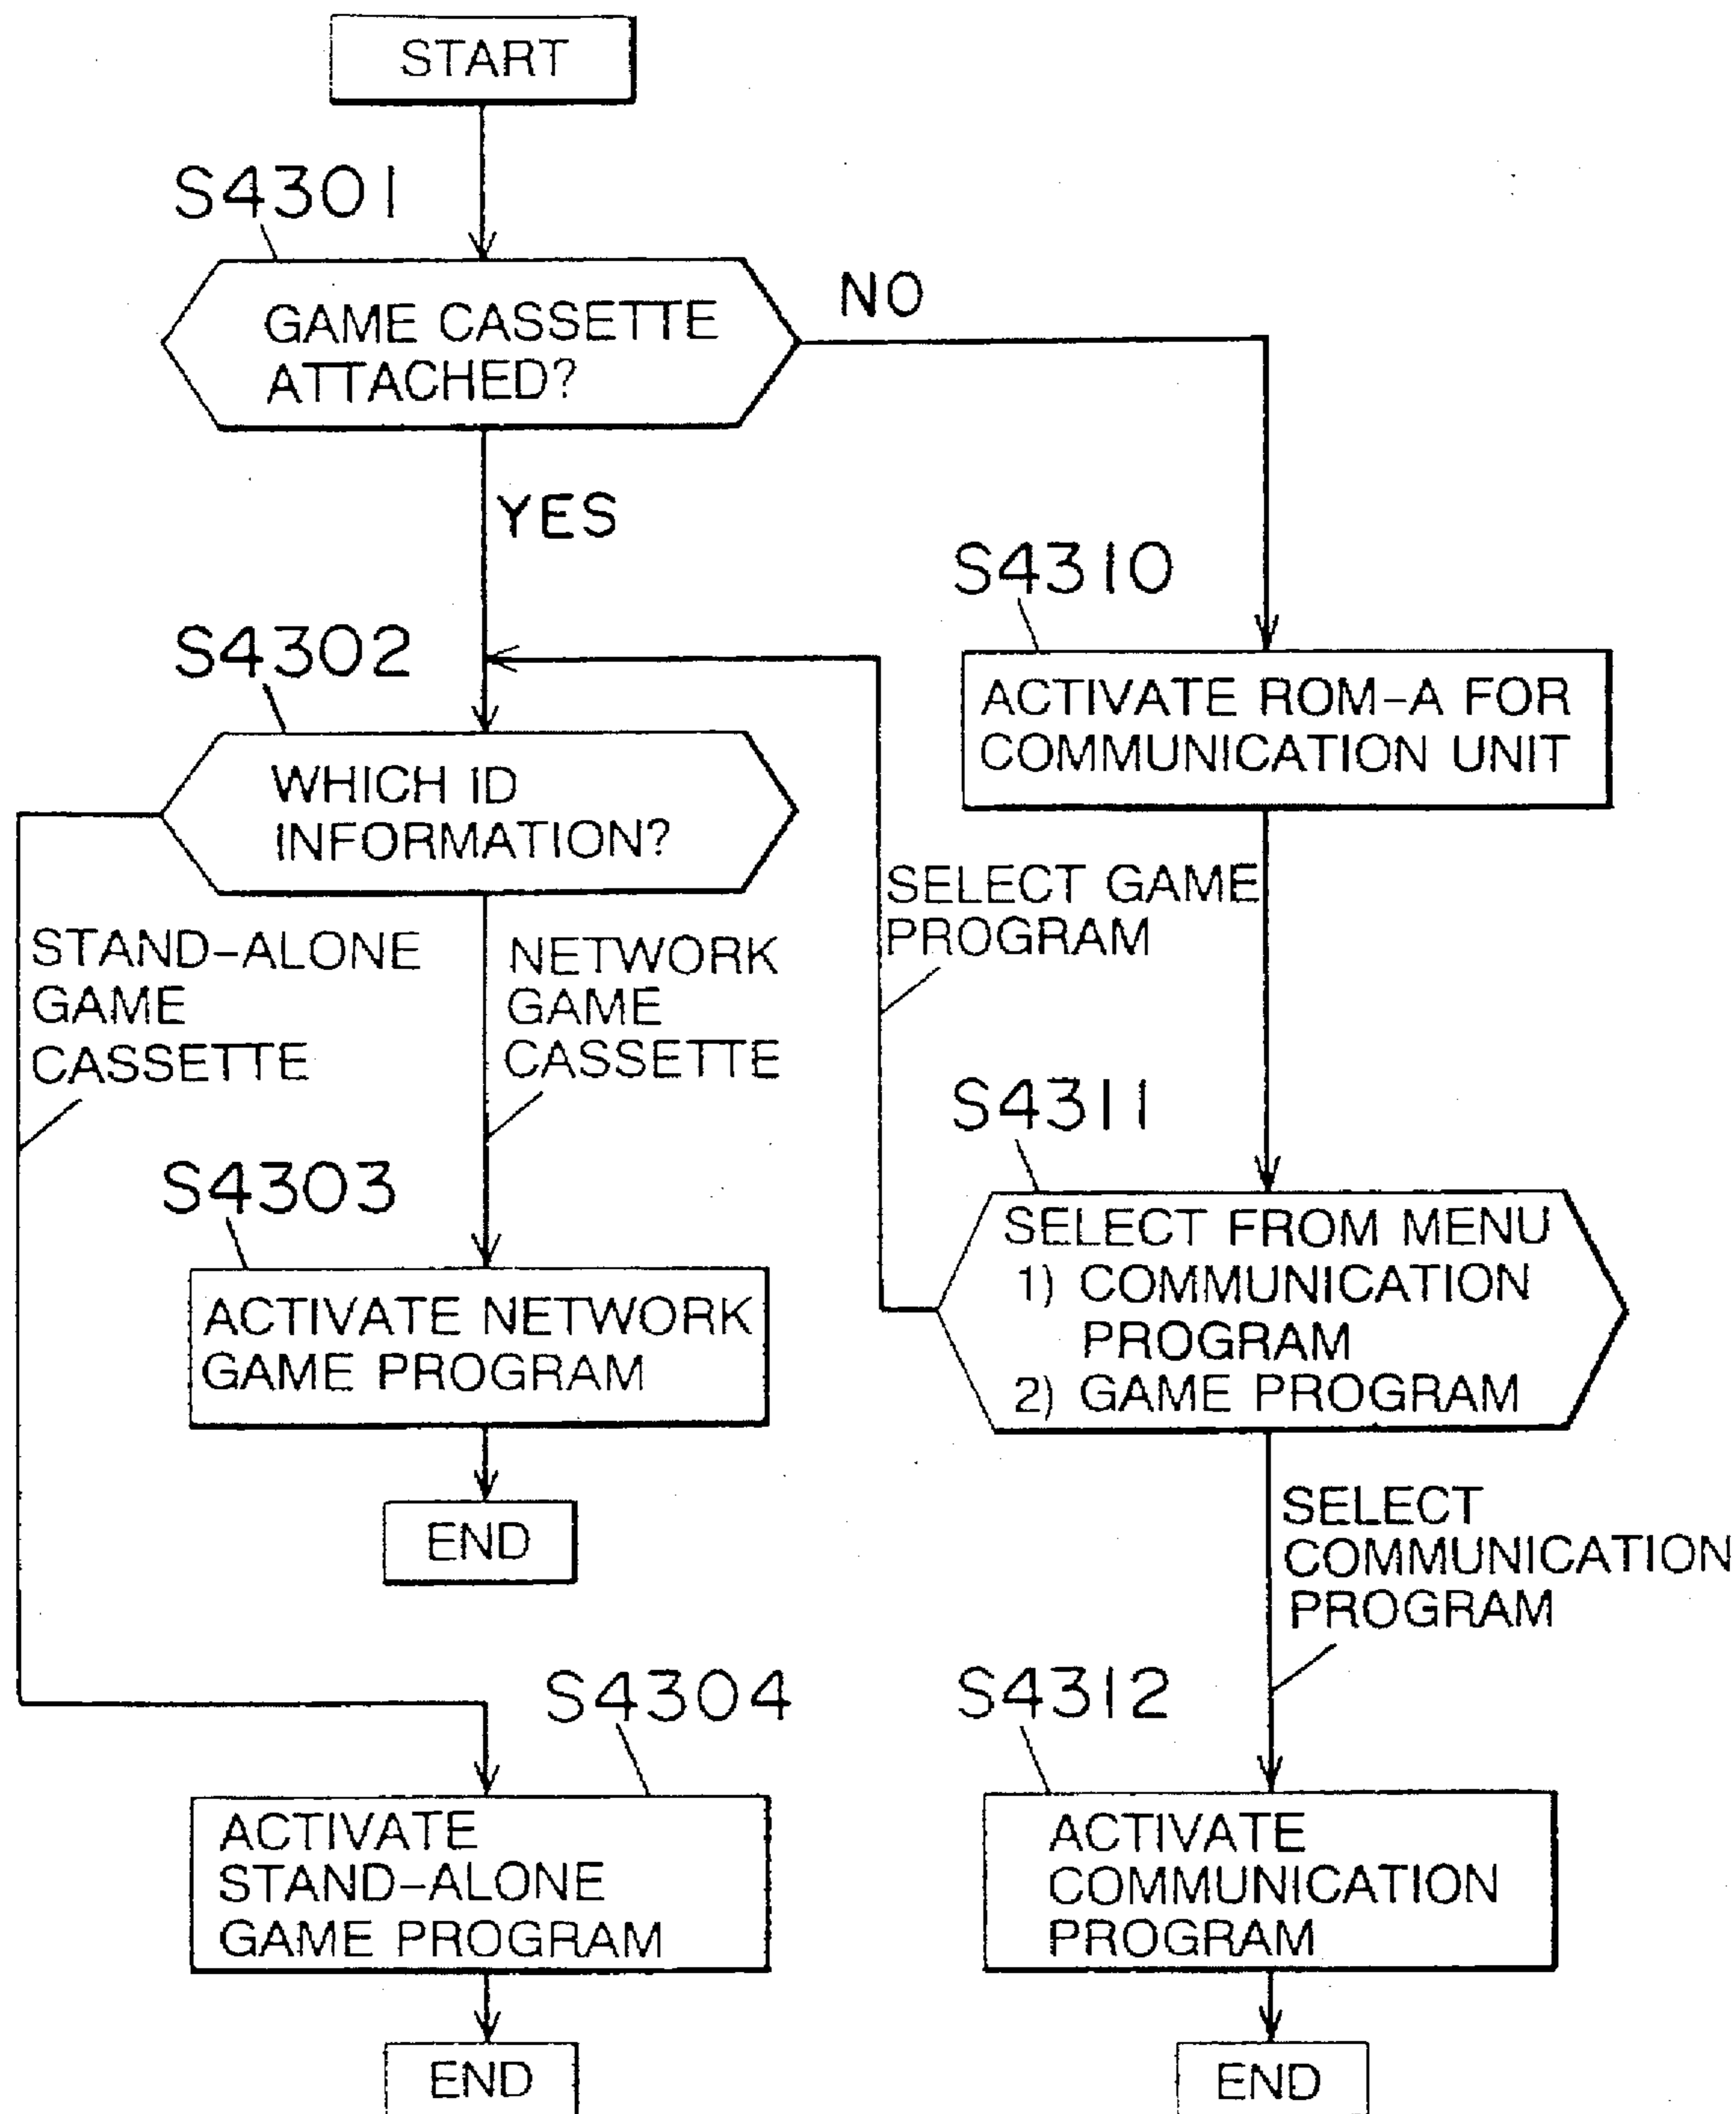 START
S4301
GAME CASSETTE
ATTACHED?
NO
YES
S4310
ACTIVATE ROM-A FOR
COMMUNICATION UNIT
S4302
WHICH ID
INFORMATION?
SELECT GAME
PROGRAM
STAND-ALONE
GAME
CASSETTE
NETWORK
GAME
CASSETTE
S4311
SELECT FROM MENU
1) COMMUNICATION
PROGRAM
2) GAME PROGRAM
S4303
ACTIVATE NETWORK
GAME PROGRAM
END
SELECT
COMMUNICATION
PROGRAM
S4304
ACTIVATE
STAND-ALONE
GAME PROGRAM
END
S4312
ACTIVATE
COMMUNICATION
PROGRAM
END